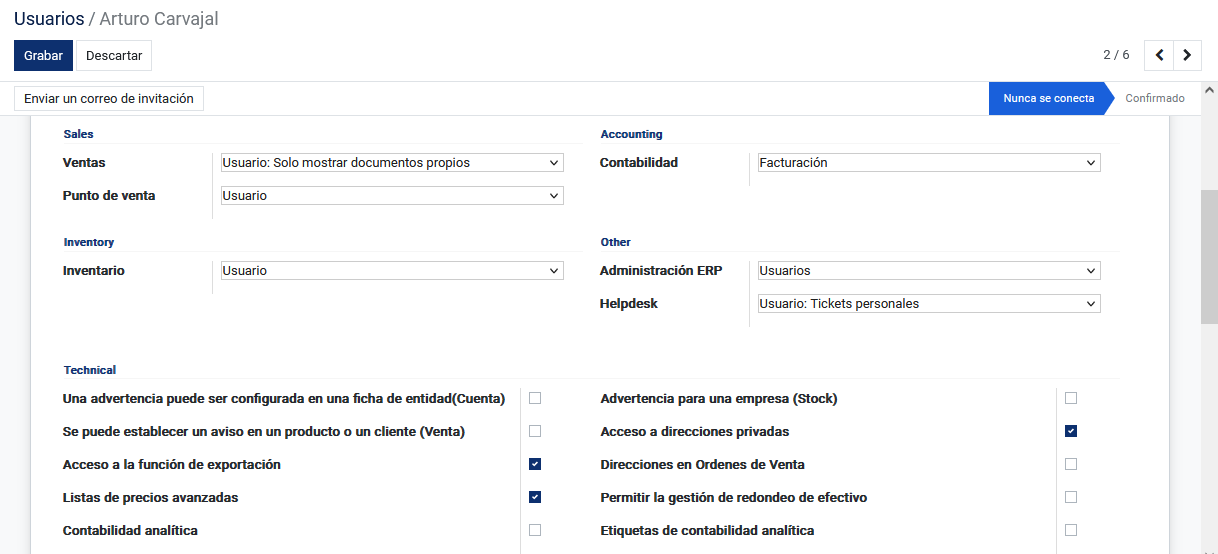 Usuarios / Arturo Carvajal
Grabar Descartar 2 / 6
Enviar un correo de invitación Nunca se conecta Confirmado
Sales Accounting
Ventas Usuario: Solo mostrar documentos propios Contabilidad Facturación
Punto de venta Usuario
Inventory Other
Inventario Usuario Administración ERP Usuarios
Helpdesk Usuario: Tickets personales
Technical
Una advertencia puede ser configurada en una ficha de entidad(Cuenta) Advertencia para una empresa (Stock)
Se puede establecer un aviso en un producto o un cliente (Venta) Acceso a direcciones privadas
Acceso a la función de exportación Direcciones en Ordenes de Venta
Listas de precios avanzadas Permitir la gestión de redondeo de efectivo
Contabilidad analítica Etiquetas de contabilidad analítica